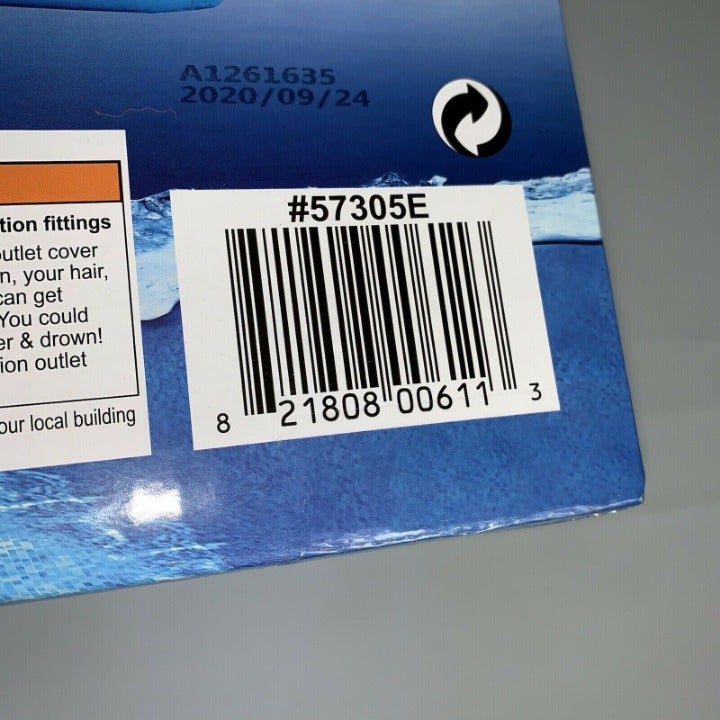 A1261635
2020/09/24
tion fittings
outlet cover
n, your hair,
can get
You could
er & drown!
ion outlet
our local building
#57305E
8 21808 00611 3